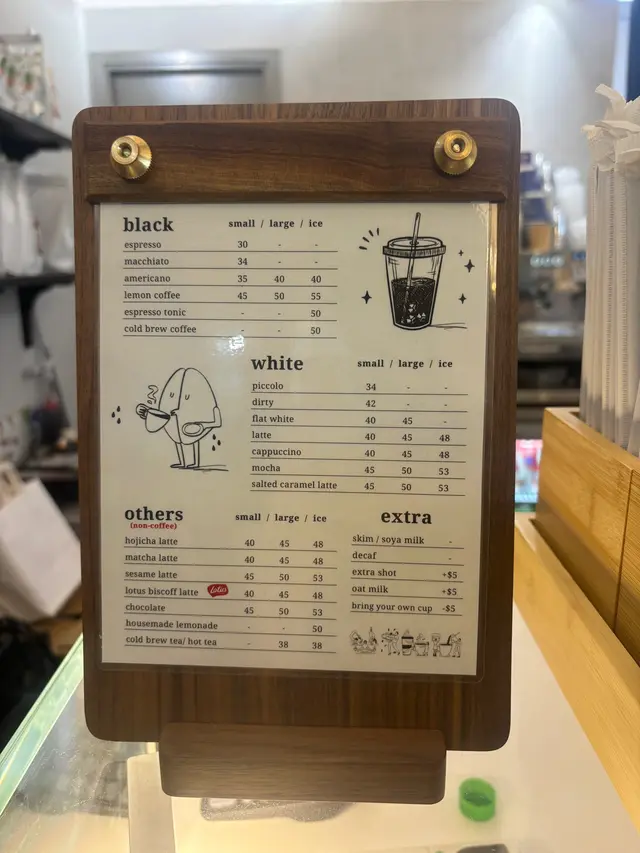 black small / large / ice
espresso 30 - -
macchiato 34 - -
americano 35 40 40
lemon coffee 45 50 55
espresso tonic - - 50
cold brew coffee - - 50
white small / large / ice
piccolo 34 - -
dirty 42 - -
flat white 40 45 -
latte 40 45 48
cappuccino 40 45 48
mocha 45 50 53
salted caramel latte 45 50 53
others small / large / ice
(non-coffee)
hojicha latte 40 45 48
matcha latte 40 45 48
sesame latte 45 50 53
lotus biscoff latte Lotus 40 45 48
chocolate 45 50 53
housemade lemonade - - 50
cold brew tea/ hot tea - 38 38
extra
skim / soya milk -
decaf -
extra shot +$5
oat milk +$5
bring your own cup -$5